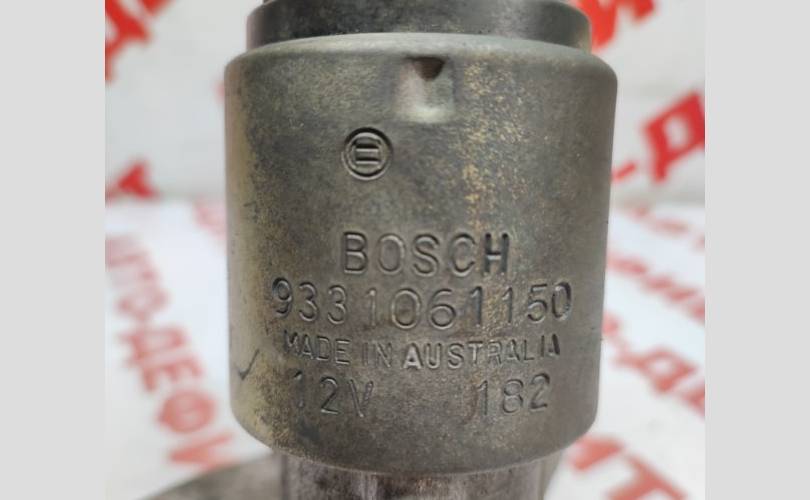 BOSCH
9331061150
MADE IN AUSTRALIA
12V 182